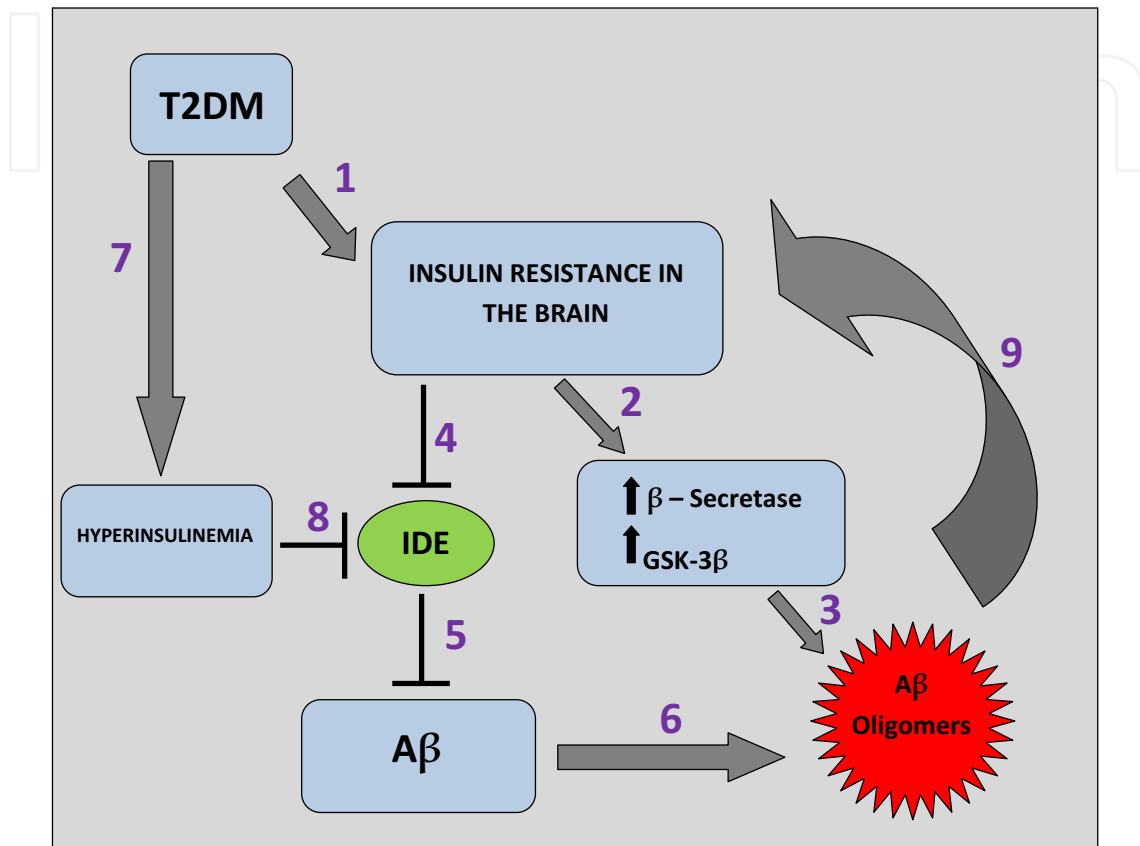 T2DM
1
7
INSULIN RESISTANCE IN
THE BRAIN
9
2
4
β – Secretase
GSK-3β
HYPERINSULINEMIA
8
IDE
3
5
Aβ
Oligomers
6
Aβ